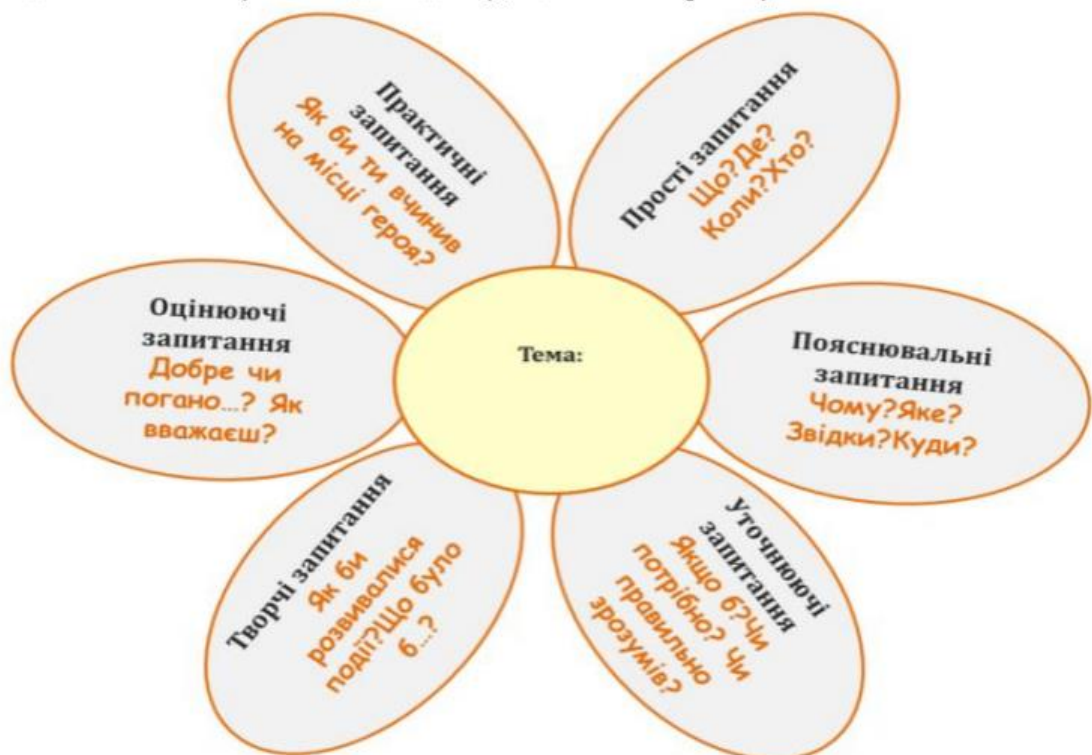 Практичні
запитання
Як би ти вчинив
на місці героя?
Прості запитання
Що?Де?
Коли?Хто?
Оцінюючі
запитання
Добре чи
погано...? Як
вважаєш?
Тема:
Пояснювальні
запитання
Чому?Яке?
Звідки?Куди?
Творчі запитання
Як би
розвивалися
події?Що було
б...?
Уточнюючі
запитання
Якщо б?Чи
потрібно? Чи
правильно
зрозумів?